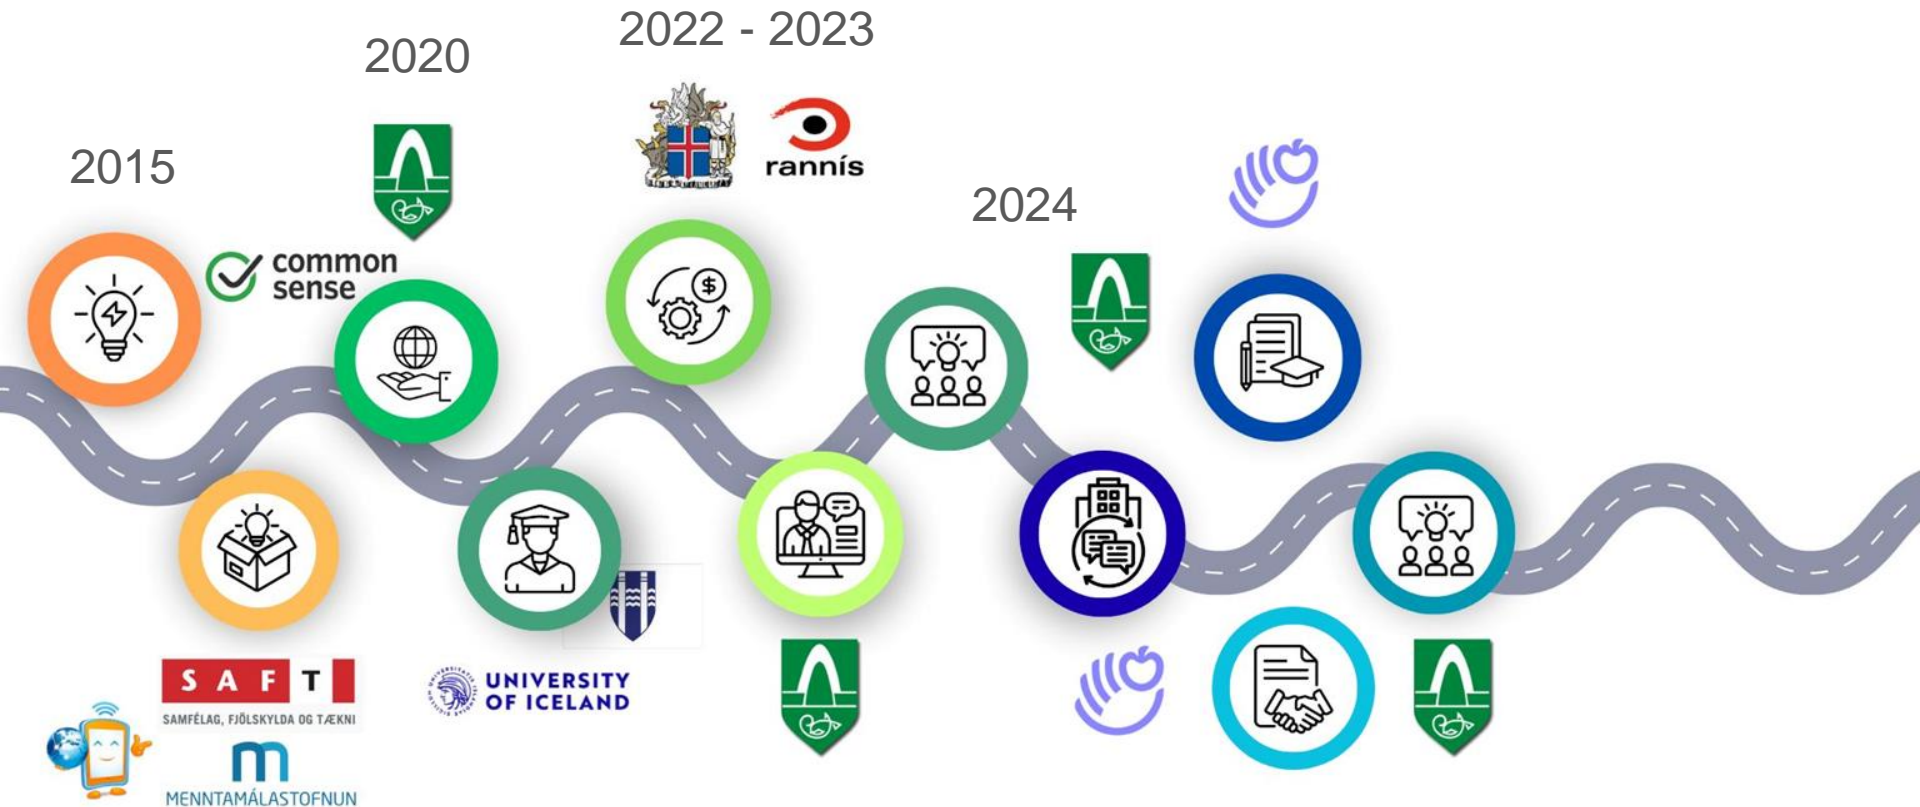 2015
2020
2022 - 2023
2024
rannís
common
sense
$
S A F T
SAMFÉLAG, FJÖLSKYLDA OG TÆKNI
m
MENNTAMÁLASTOFNUN
UNIVERSITY
OF ICELAND